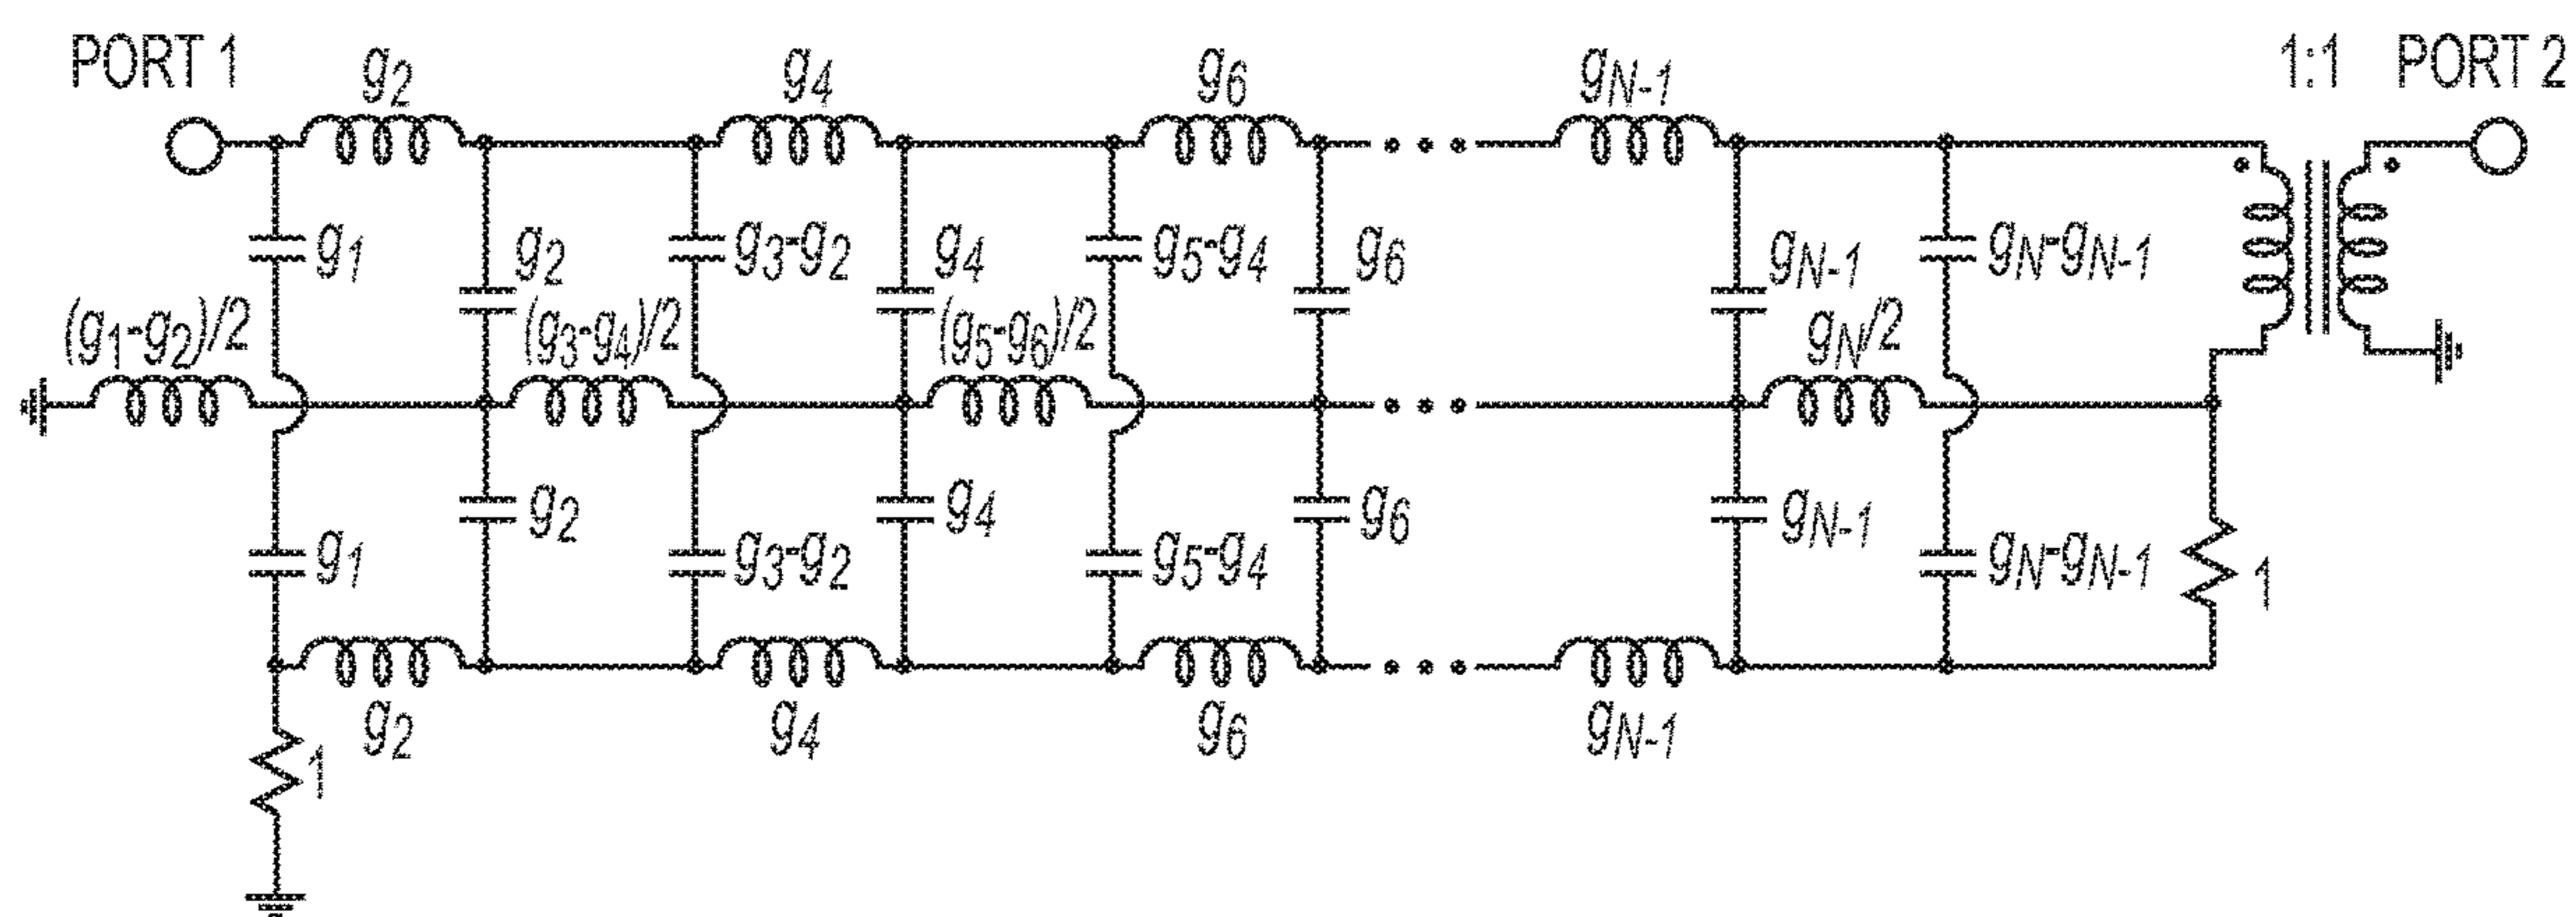 PORT 1 g2 g4 g6 gN-1 1:1 PORT 2
g1 g2 g3-g2 g4 g5-g4 g6 gN-1 gN-gN-1
(g1-g2)/2 (g3-g4)/2 (g5-g6)/2 gN/2
g1 g2 g3-g2 g4 g5-g4 g6 gN-1 gN-gN-1 1
1 g2 g4 g6 gN-1